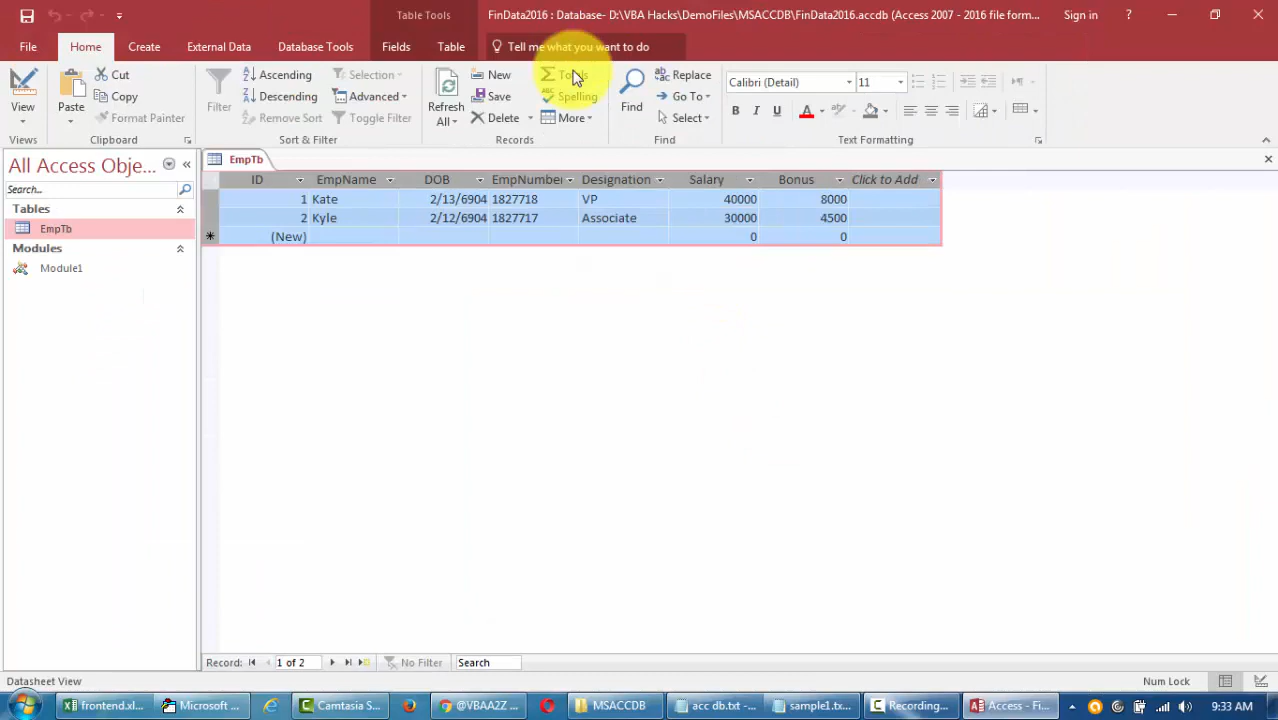 Table Tools
FinData2016 : Database- D:\VBA Hacks\DemoFiles\MSACCDB\FinData2016.accdb (Access 2007 - 2016 file form...
Sign in
?
File
Home
Create
External Data
Database Tools
Fields
Table
Tell me what you want to do
View
Paste
Cut
Copy
Format Painter
Filter
Ascending
Descending
Remove Sort
Selection
Advanced
Toggle Filter
Refresh
All
New
Save
Delete
Spelling
More
Find
Replace
Go To
Select
Calibri (Detail)
11
B I U
A
Views
Clipboard
Sort & Filter
Records
Find
Text Formatting
All Access Obje...
Search...
Tables
EmpTb
Modules
Module1
EmpTb
ID EmpName DOB EmpNumber Designation Salary Bonus Click to Add
1 Kate 2/13/6904 1827718 VP 40000 8000
2 Kyle 2/12/6904 1827717 Associate 30000 4500
(New) 0 0
Record: 1 of 2 No Filter Search
Datasheet View
Num Lock
frontend.xl...
Microsoft ...
Camtasia S...
@VBAA2Z ...
MSACCDB
acc db.txt -...
sample1.tx...
Recording...
Access - Fi...
9:33 AM